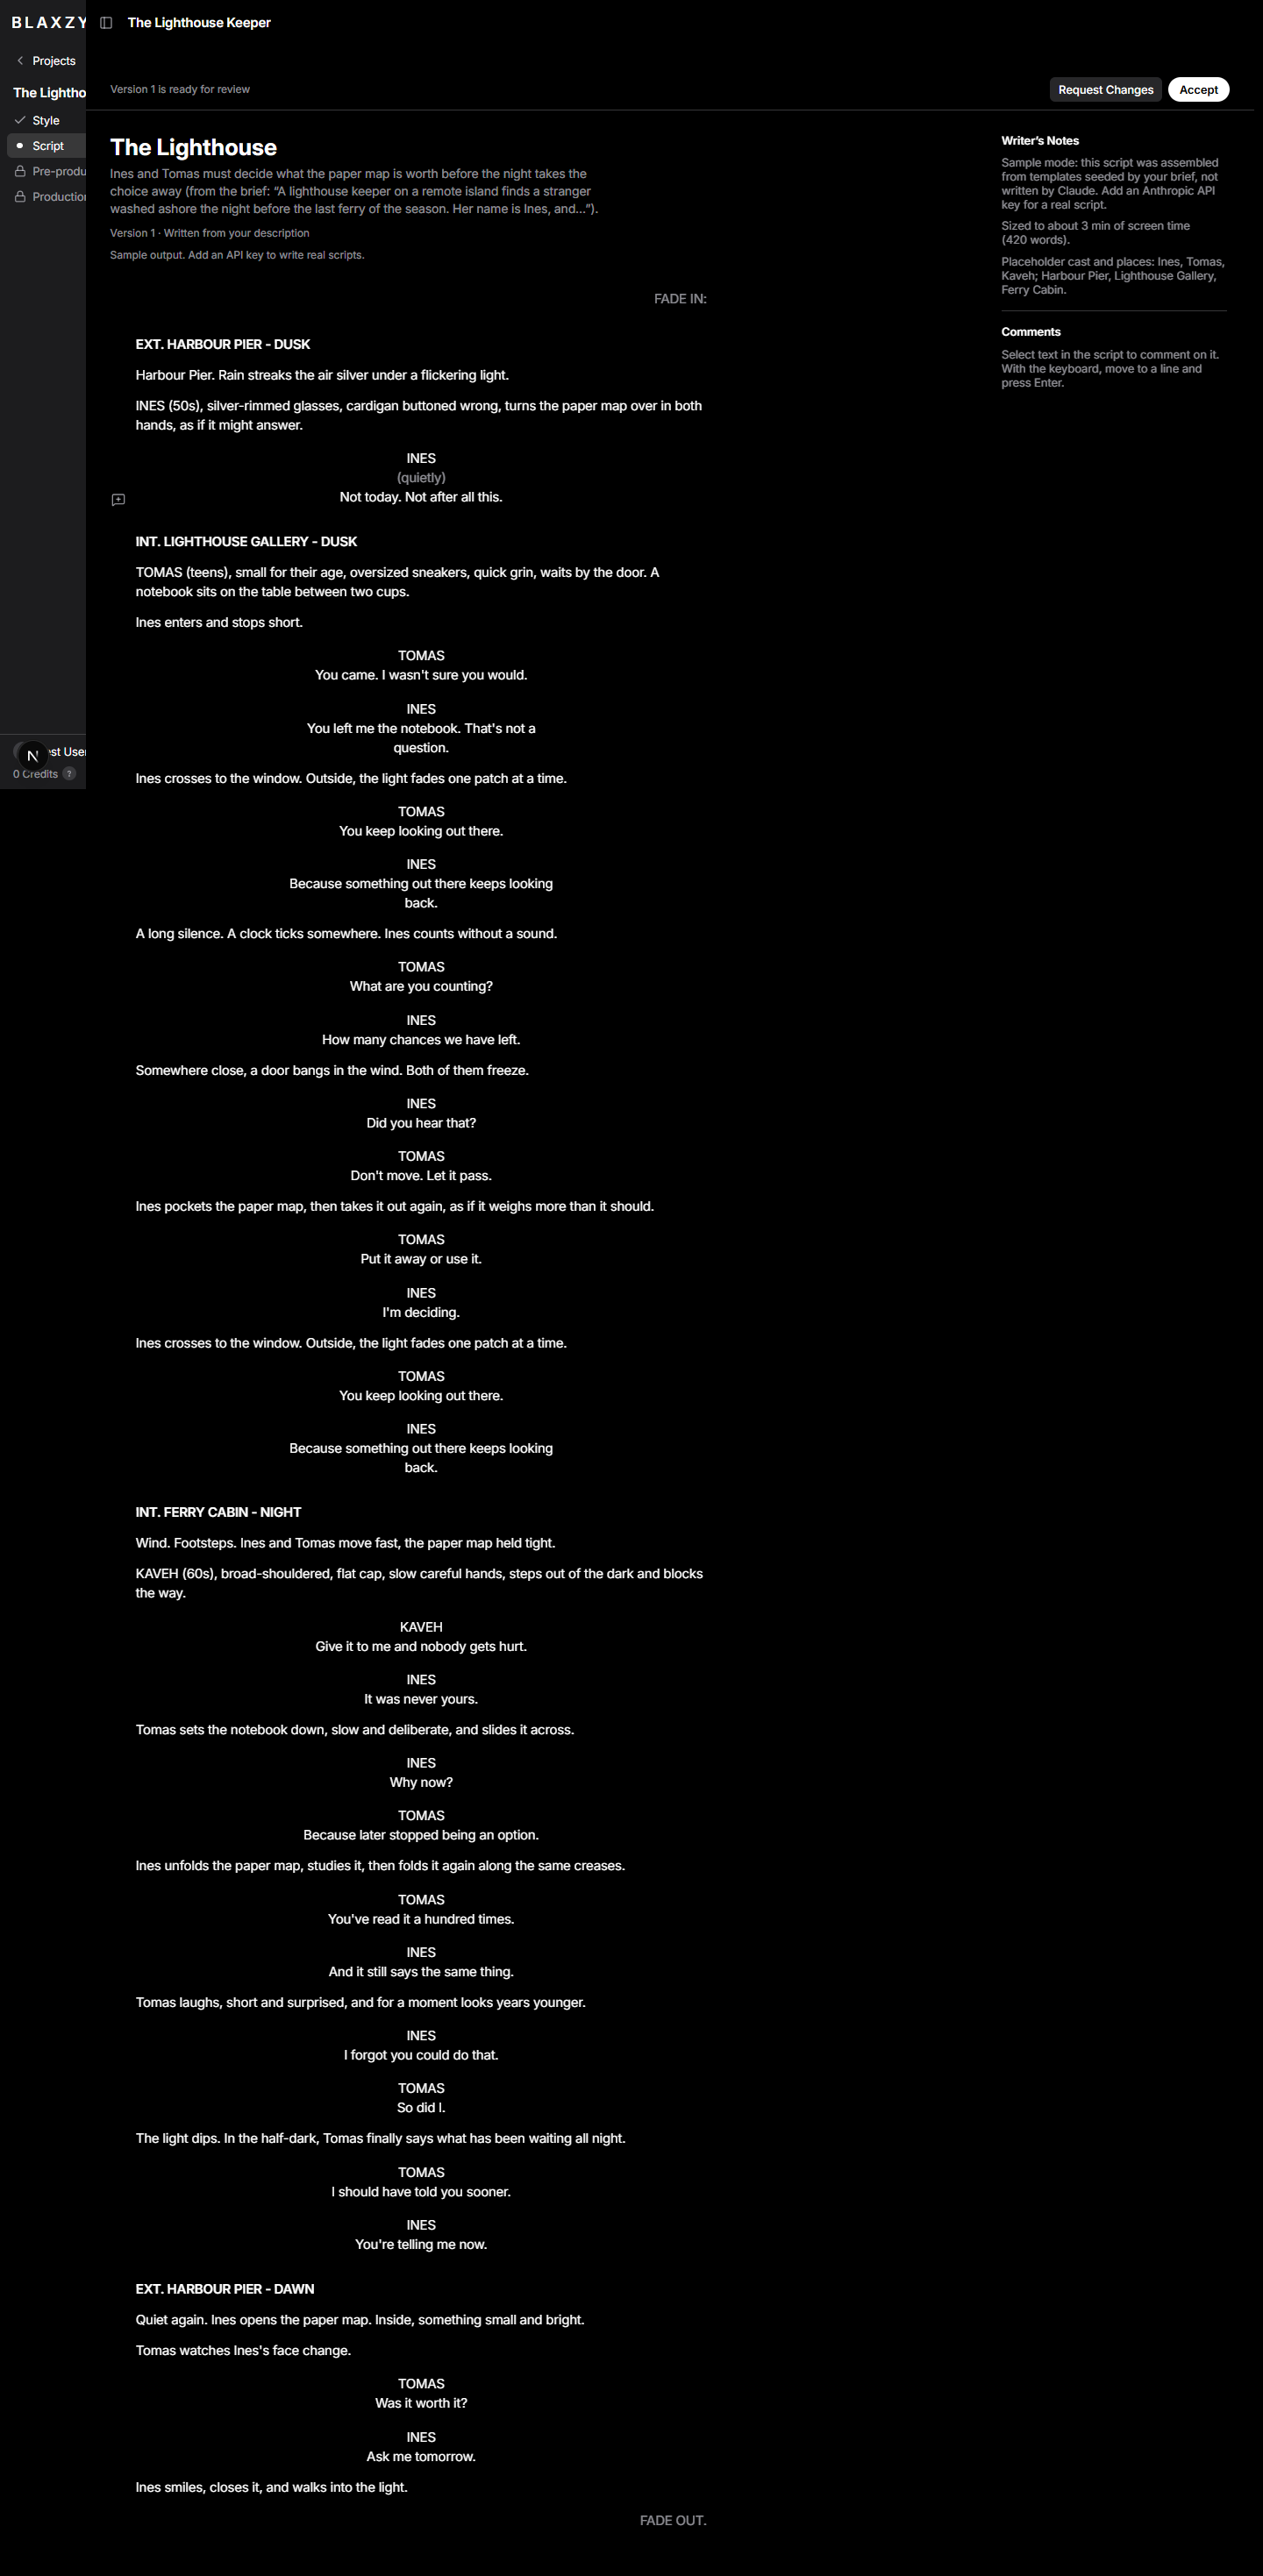 BLAXZY
The Lighthouse Keeper
Projects
The Lightho
Style
Script
Pre-produ
Production
Version 1 is ready for review
Request Changes
Accept
The Lighthouse
Ines and Tomas must decide what the paper map is worth before the night takes the
choice away (from the brief: “A lighthouse keeper on a remote island finds a stranger
washed ashore the night before the last ferry of the season. Her name is Ines, and...”).
Version 1 · Written from your description
Sample output. Add an API key to write real scripts.
Writer’s Notes
Sample mode: this script was assembled
from templates seeded by your brief, not
written by Claude. Add an Anthropic API
key for a real script.
Sized to about 3 min of screen time
(420 words).
Placeholder cast and places: Ines, Tomas,
Kaveh; Harbour Pier, Lighthouse Gallery,
Ferry Cabin.
Comments
Select text in the script to comment on it.
With the keyboard, move to a line and
press Enter.
FADE IN:
EXT. HARBOUR PIER - DUSK
Harbour Pier. Rain streaks the air silver under a flickering light.
INES (50s), silver-rimmed glasses, cardigan buttoned wrong, turns the paper map over in both
hands, as if it might answer.
INES
(quietly)
Not today. Not after all this.
INT. LIGHTHOUSE GALLERY - DUSK
TOMAS (teens), small for their age, oversized sneakers, quick grin, waits by the door. A
notebook sits on the table between two cups.
Ines enters and stops short.
TOMAS
You came. I wasn't sure you would.
INES
You left me the notebook. That's not a
question.
Ines crosses to the window. Outside, the light fades one patch at a time.
TOMAS
You keep looking out there.
INES
Because something out there keeps looking
back.
A long silence. A clock ticks somewhere. Ines counts without a sound.
TOMAS
What are you counting?
INES
How many chances we have left.
Somewhere close, a door bangs in the wind. Both of them freeze.
INES
Did you hear that?
TOMAS
Don't move. Let it pass.
Ines pockets the paper map, then takes it out again, as if it weighs more than it should.
TOMAS
Put it away or use it.
INES
I'm deciding.
Ines crosses to the window. Outside, the light fades one patch at a time.
TOMAS
You keep looking out there.
INES
Because something out there keeps looking
back.
INT. FERRY CABIN - NIGHT
Wind. Footsteps. Ines and Tomas move fast, the paper map held tight.
KAVEH (60s), broad-shouldered, flat cap, slow careful hands, steps out of the dark and blocks
the way.
KAVEH
Give it to me and nobody gets hurt.
INES
It was never yours.
Tomas sets the notebook down, slow and deliberate, and slides it across.
INES
Why now?
TOMAS
Because later stopped being an option.
Ines unfolds the paper map, studies it, then folds it again along the same creases.
TOMAS
You've read it a hundred times.
INES
And it still says the same thing.
Tomas laughs, short and surprised, and for a moment looks years younger.
INES
I forgot you could do that.
TOMAS
So did I.
The light dips. In the half-dark, Tomas finally says what has been waiting all night.
TOMAS
I should have told you sooner.
INES
You're telling me now.
EXT. HARBOUR PIER - DAWN
Quiet again. Ines opens the paper map. Inside, something small and bright.
Tomas watches Ines's face change.
TOMAS
Was it worth it?
INES
Ask me tomorrow.
Ines smiles, closes it, and walks into the light.
FADE OUT.
N
est User
0 Credits ?